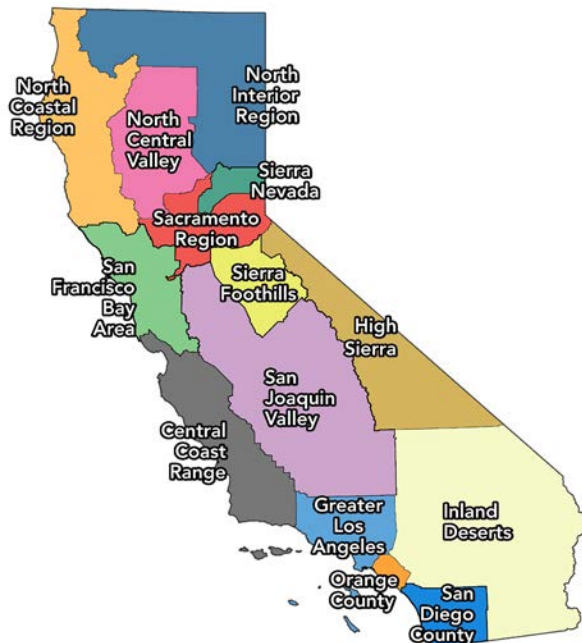 North
Coastal
Region
North
Interior
Region
North
Central
Valley
Sierra
Nevada
Sacramento
Region
San
Francisco
Bay
Area
Sierra
Foothills
High
Sierra
San
Joaquin
Valley
Central
Coast
Range
Greater
Los
Angeles
Inland
Deserts
Orange
County
San
Diego
County